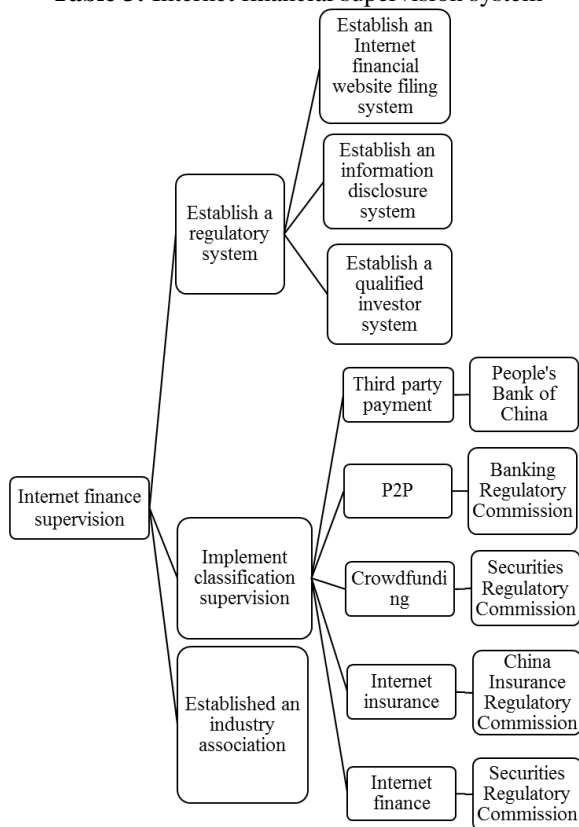 Table 3. Internet financial supervision system
Establish an
Internet
financial
website filing
system
Establish an
information
disclosure
system
Establish a
regulatory
system
Establish a
qualified
investor
system
Third party
payment
People's
Bank of
China
Internet finance
supervision
P2P
Banking
Regulatory
Commission
Implement
classification
supervision
Crowdfundi
ng
Securities
Regulatory
Commission
Established an
industry
association
Internet
insurance
China
Insurance
Regulatory
Commission
Internet
finance
Securities
Regulatory
Commission